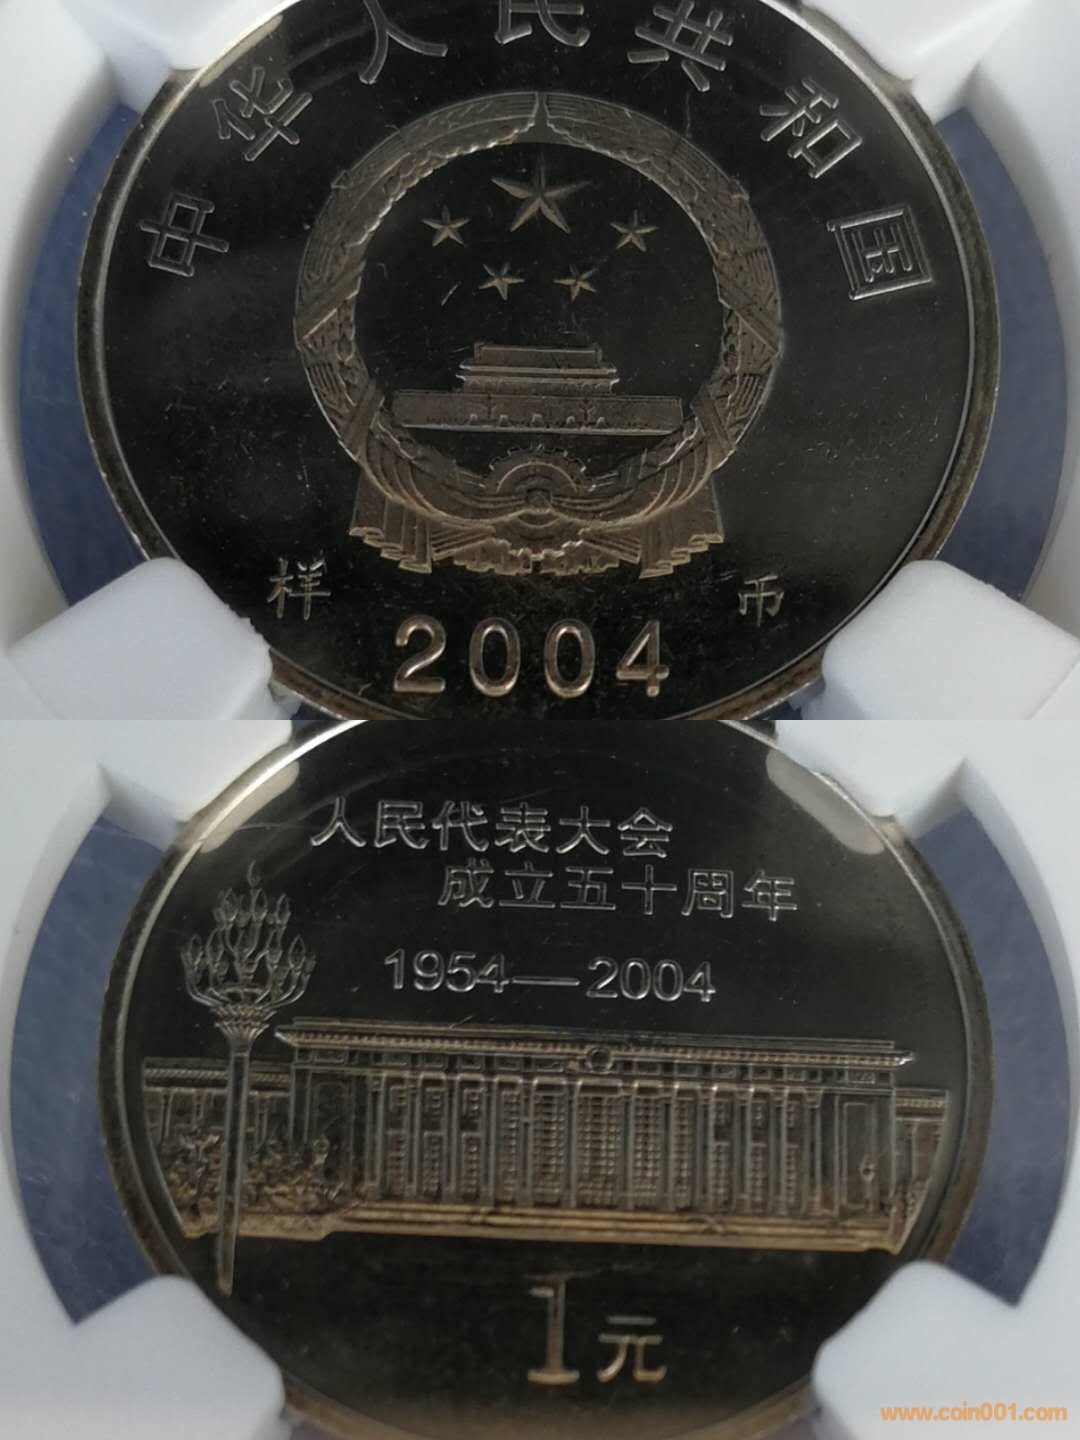 中华人民共和国
样 币
2004
人民代表大会
成立五十周年
1954—2004
1元
www.coin001.com